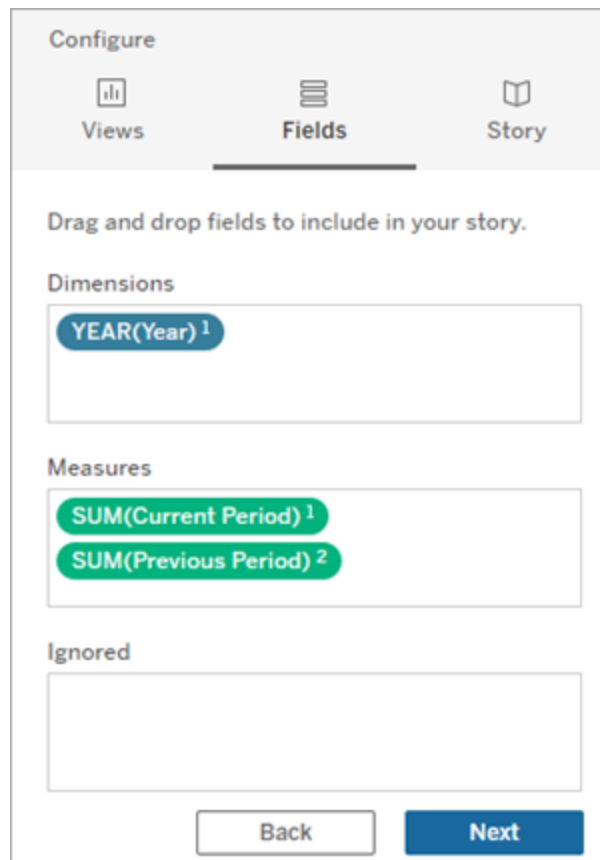 Configure
Views Fields Story
Drag and drop fields to include in your story.
Dimensions
YEAR(Year) 1
Measures
SUM(Current Period) 1
SUM(Previous Period) 2
Ignored
Back Next